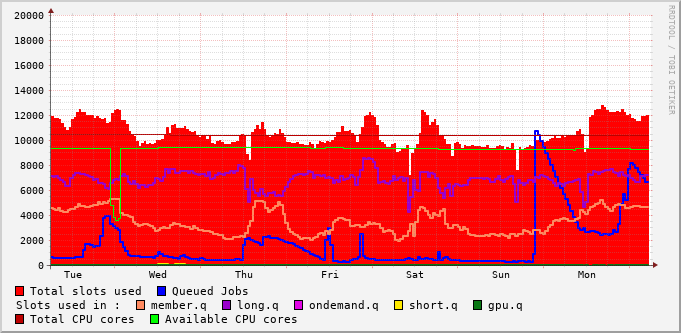 20000
18000
16000
14000
12000
10000
8000
6000
4000
2000
0
Tue Wed Thu Fri Sat Sun Mon
Total slots used Queued Jobs
Slots used in : member.q long.q ondemand.q short.q gpu.q
Total CPU cores Available CPU cores
RRDTOOL / TOBI OETIKER